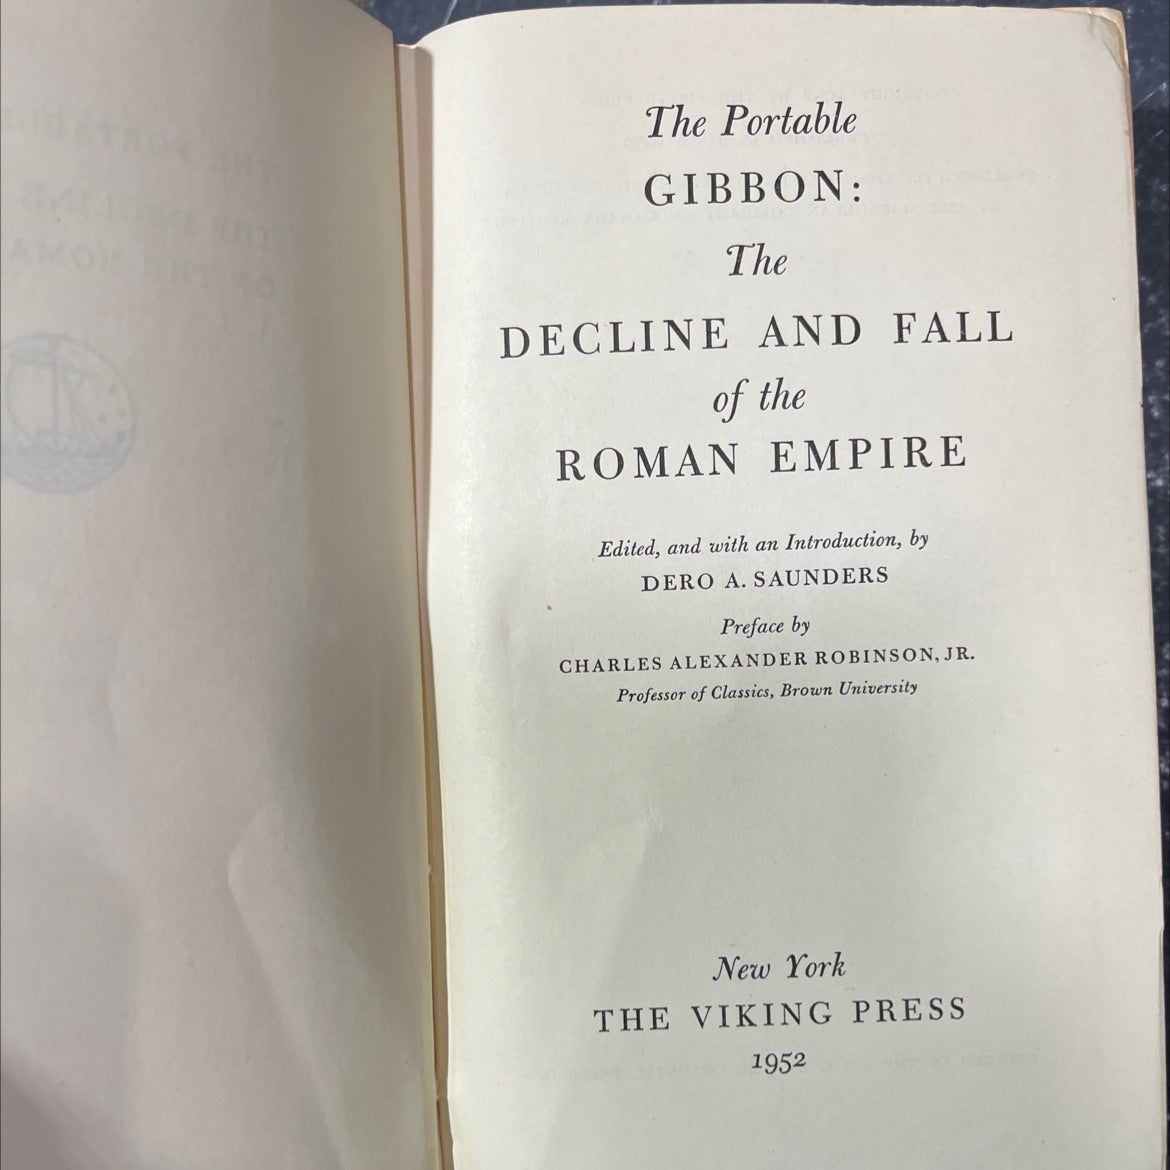 The Portable
GIBBON:
The
DECLINE AND FALL
of the
ROMAN EMPIRE
Edited, and with an Introduction, by
DERO A. SAUNDERS
Preface by
CHARLES ALEXANDER ROBINSON, JR.
Professor of Classics, Brown University
New York
THE VIKING PRESS
1952